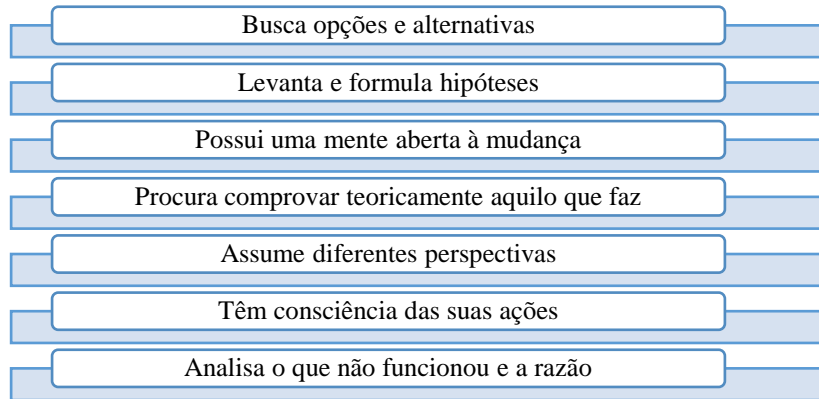 Busca opções e alternativas
Levanta e formula hipóteses
Possui uma mente aberta à mudança
Procura comprovar teoricamente aquilo que faz
Assume diferentes perspectivas
Têm consciência das suas ações
Analisa o que não funcionou e a razão